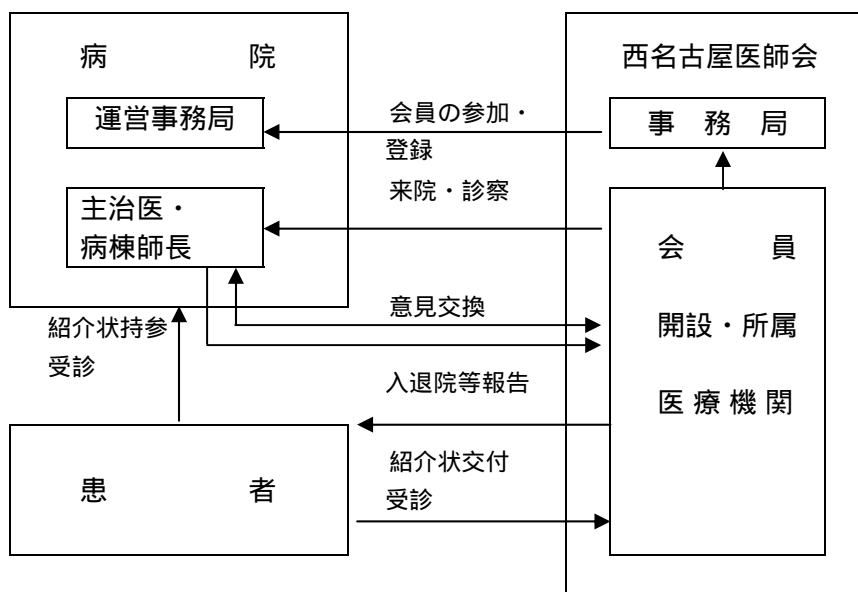 病 院
運営事務局
主治医・
病棟師長
会員の参加・
登録
来院・診察
意見交換
入退院等報告
紹介状交付
受診
西名古屋医師会
事 務 局
会 員
開設・所属
医 療 機 関
紹介状持参
受診
患 者